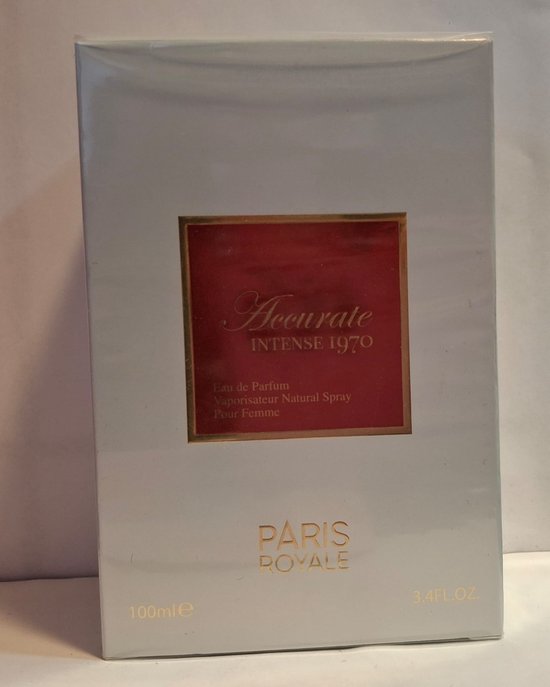 Accurate
INTENSE 1970
Eau de Parfum
Vaporisateur Natural Spray
Pour Femme
PARIS
ROYALE
100ml℮
3.4FL.OZ.